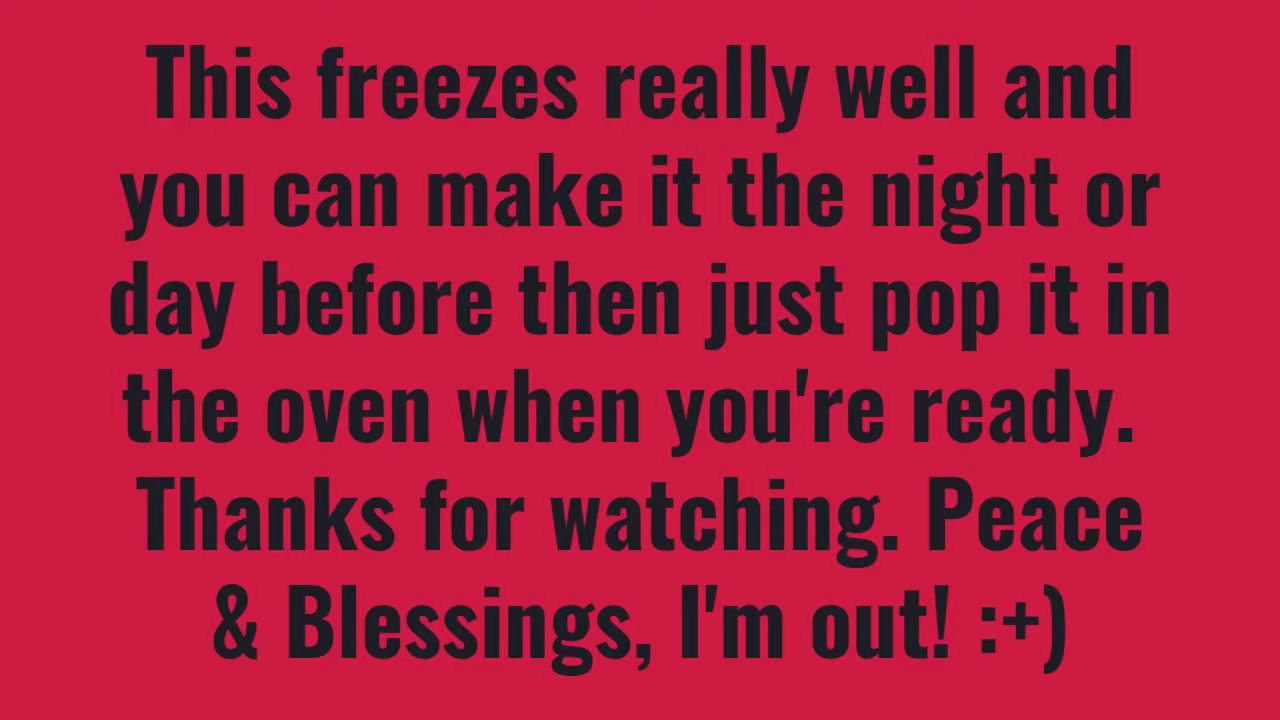 This freezes really well and
you can make it the night or
day before then just pop it in
the oven when you're ready.
Thanks for watching. Peace
& Blessings, I'm out! :+)